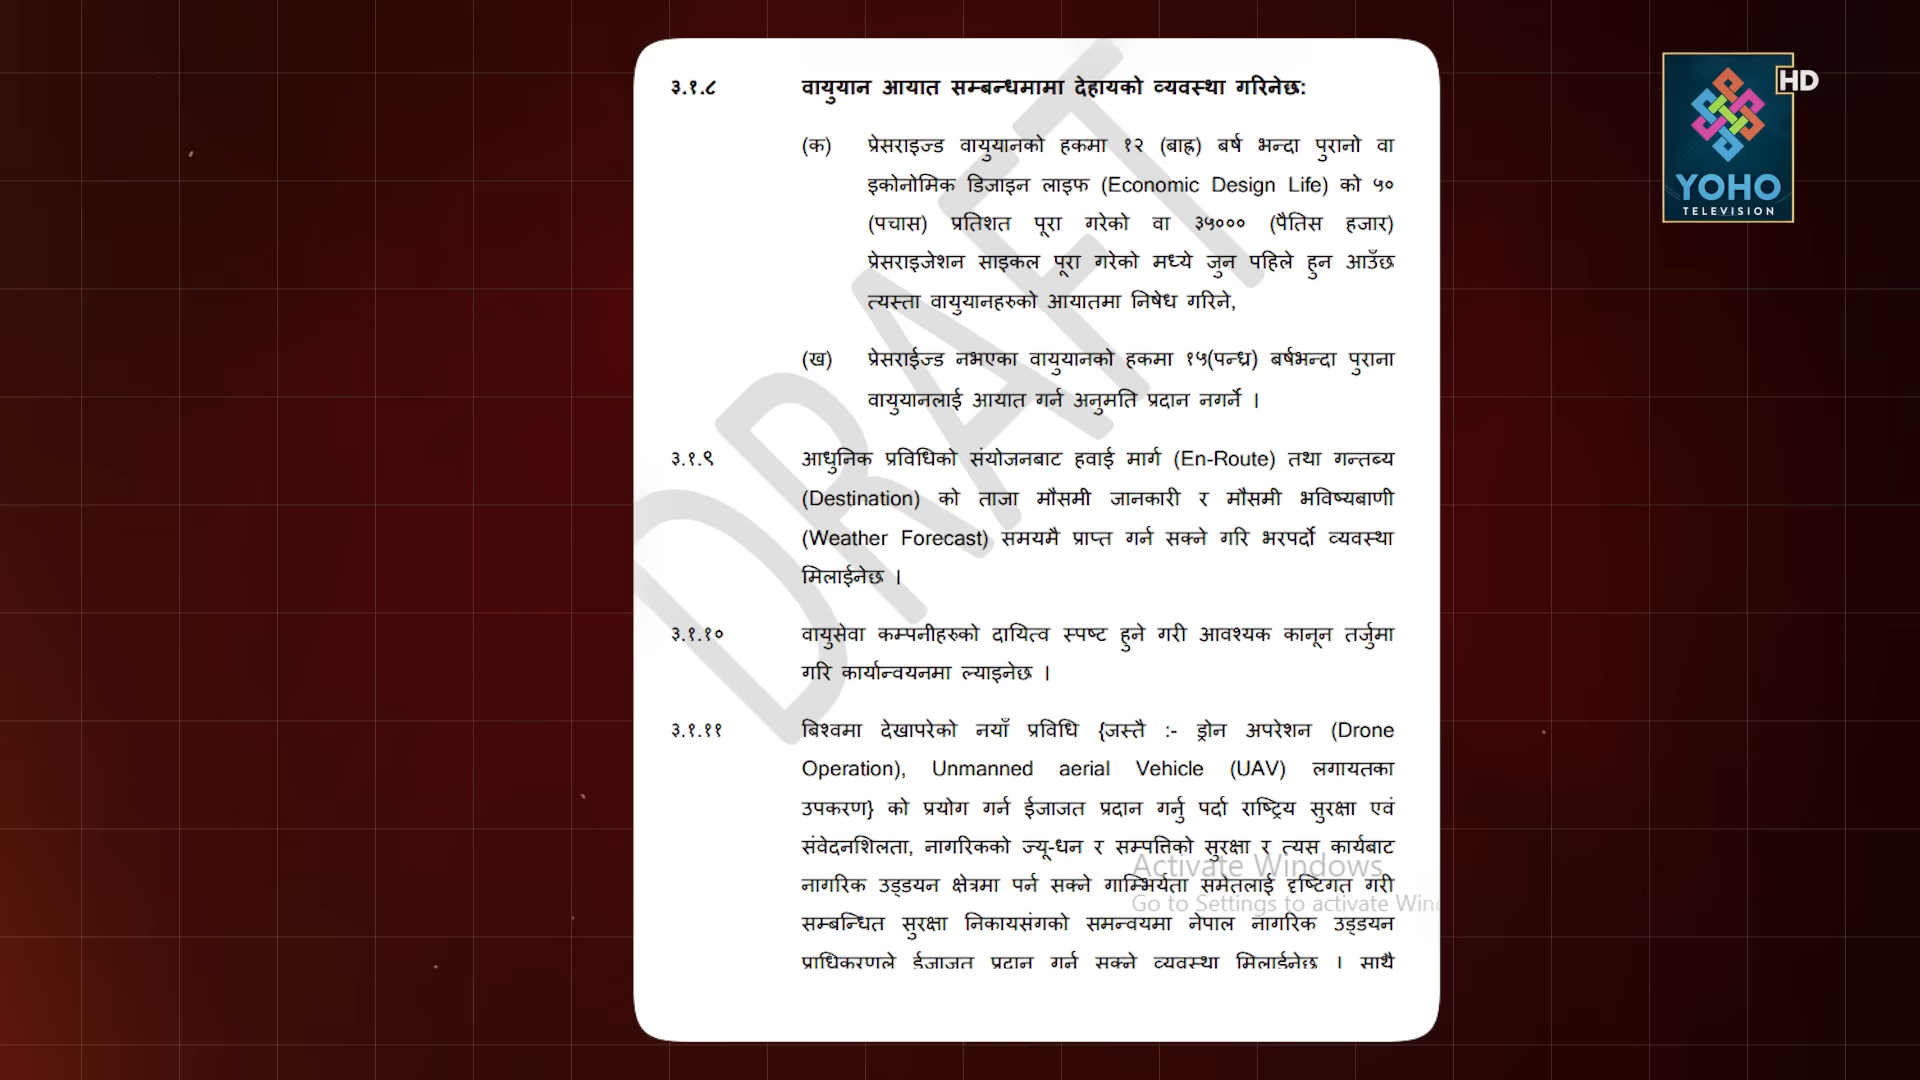 ३.१.८ वायुयान आयात सम्बन्धमामा देहायको व्यवस्था गरिनेछ:
(क) प्रेसराइज्ड वायुयानको हकमा १२ (बाह्र) बर्ष भन्दा पुरानो वा
इकोनोमिक डिजाइन लाइफ (Economic Design Life) को ५०
(पचास) प्रतिशत पूरा गरेको वा ३५००० (पैतिस हजार)
प्रेसराइजेशन साइकल पूरा गरेको मध्ये जुन पहिले हुन आउँछ
त्यस्ता वायुयानहरुको आयातमा निषेध गरिने,
(ख) प्रेसराईज्ड नभएका वायुयानको हकमा १५(पन्ध्र) बर्षभन्दा पुराना
वायुयानलाई आयात गर्न अनुमति प्रदान नगर्ने ।
३.१.९ आधुनिक प्रविधिको संयोजनबाट हवाई मार्ग (En-Route) तथा गन्तब्य
(Destination) को ताजा मौसमी जानकारी र मौसमी भविष्यबाणी
(Weather Forecast) समयमै प्राप्त गर्न सक्ने गरि भरपर्दो व्यवस्था
मिलाईनेछ ।
३.१.१० वायुसेवा कम्पनीहरुको दायित्व स्पष्ट हुने गरी आवश्यक कानून तर्जुमा
गरि कार्यान्वयनमा ल्याइनेछ ।
३.१.११ बिश्वमा देखापरेको नयाँ प्रविधि {जस्तै :- ड्रोन अपरेशन (Drone
Operation), Unmanned aerial Vehicle (UAV) लगायतका
उपकरण} को प्रयोग गर्न ईजाजत प्रदान गर्नु पर्दा राष्ट्रिय सुरक्षा एवं
संवेदनशिलता, नागरिकको ज्यू-धन र सम्पत्तिको सुरक्षा र त्यस कार्यबाट
नागरिक उड्डयन क्षेत्रमा पर्न सक्ने गाम्भिर्यता समेतलाई दृष्टिगत गरी
सम्बन्धित सुरक्षा निकायसंगको समन्वयमा नेपाल नागरिक उड्डयन
प्राधिकरणले ईजाजत प्रदान गर्न सक्ने व्यवस्था मिलाईनेछ । साथै
DRAFT
Activate Windows
Go to Settings to activate Win
HD
YOHO
TELEVISION